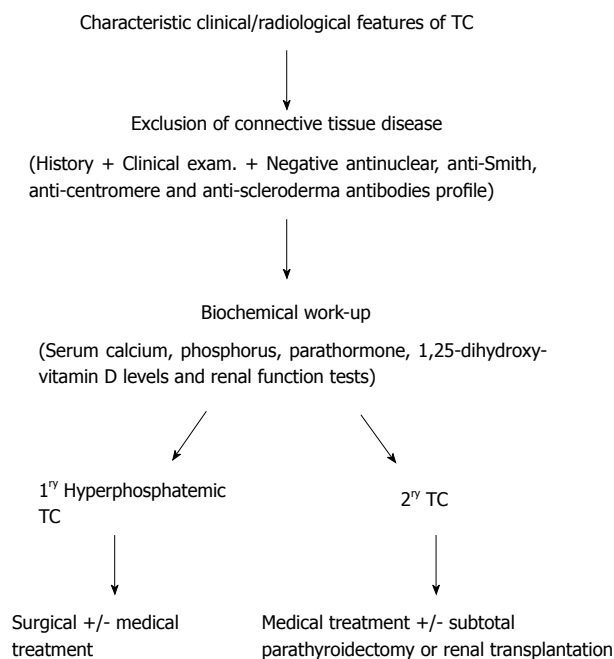 Characteristic clinical/radiological features of TC
Exclusion of connective tissue disease
(History + Clinical exam. + Negative antinuclear, anti-Smith,
anti-centromere and anti-scleroderma antibodies profile)
Biochemical work-up
(Serum calcium, phosphorus, parathormone, 1,25-dihydroxy-
vitamin D levels and renal function tests)
1ry Hyperphosphatemic
TC
2ry TC
Surgical +/- medical
treatment
Medical treatment +/- subtotal
parathyroidectomy or renal transplantation